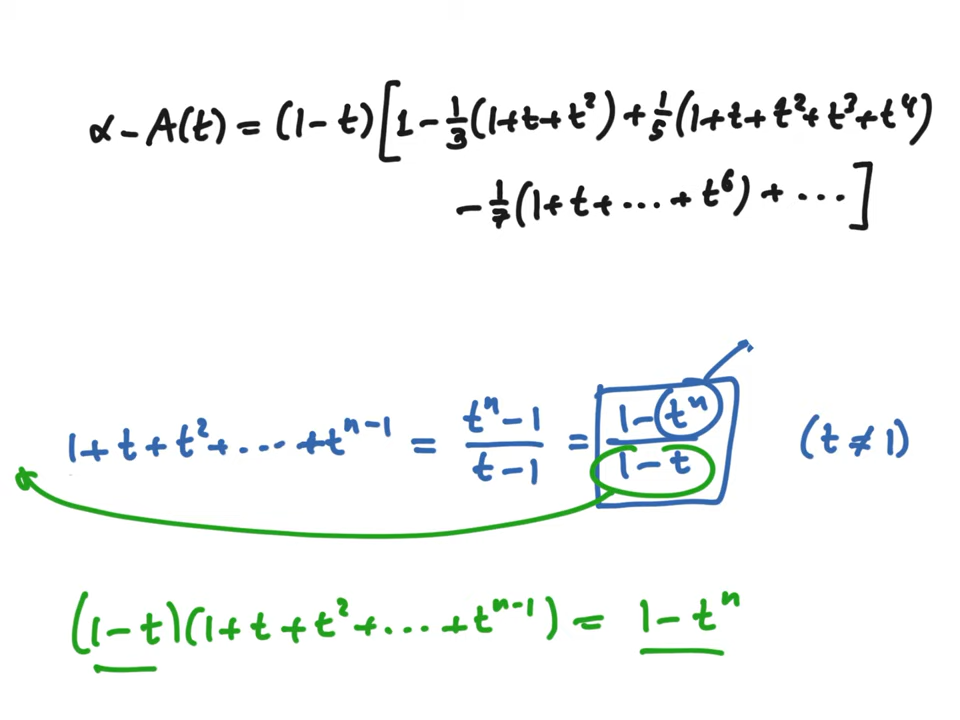 α − A(t) = (1 − t) [ 1 − 1/3 (1 + t + t²) + 1/5 (1 + t + t² + t³ + t⁴)
− 1/7 (1 + t + ... + t⁶) + ... ]
1 + t + t² + ... + tⁿ⁻¹ = (tⁿ − 1)/(t − 1) = (1 − tⁿ)/(1 − t) (t ≠ 1)
(1 − t)(1 + t + t² + ... + tⁿ⁻¹) = 1 − tⁿ